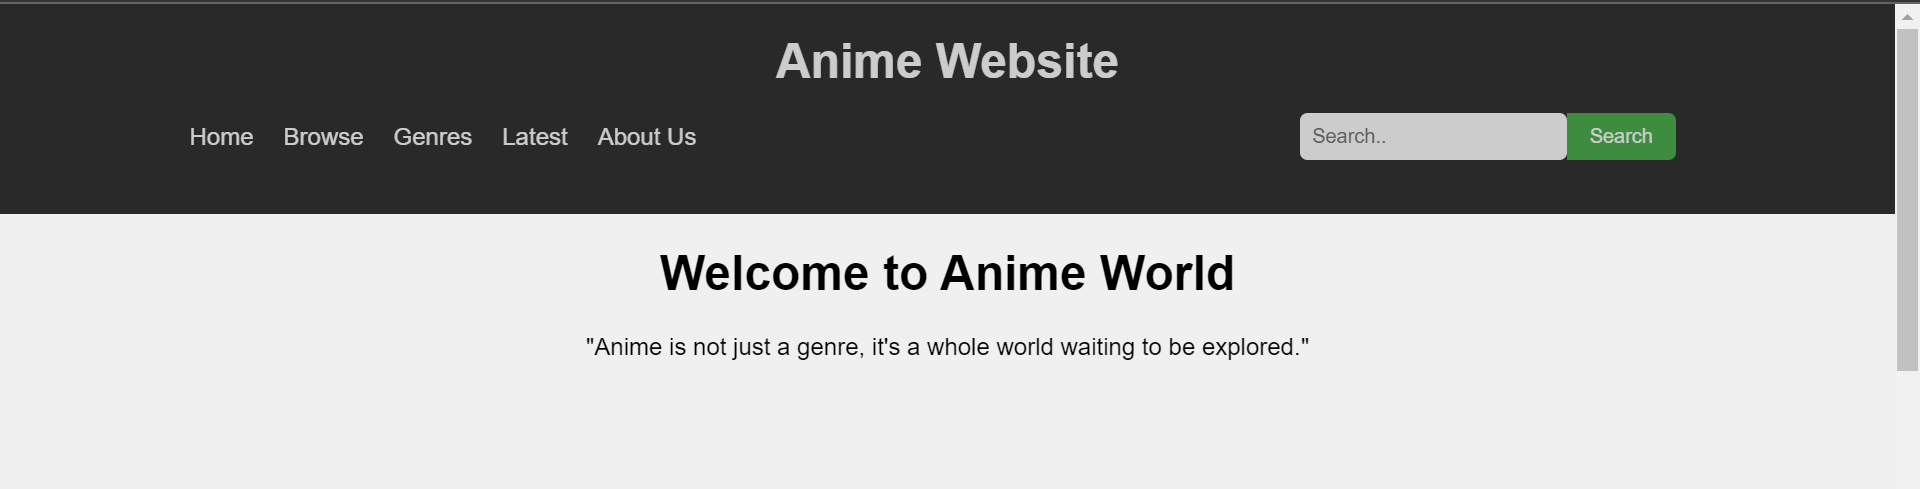 Anime Website
Home Browse Genres Latest About Us Search.. Search
Welcome to Anime World
"Anime is not just a genre, it's a whole world waiting to be explored."